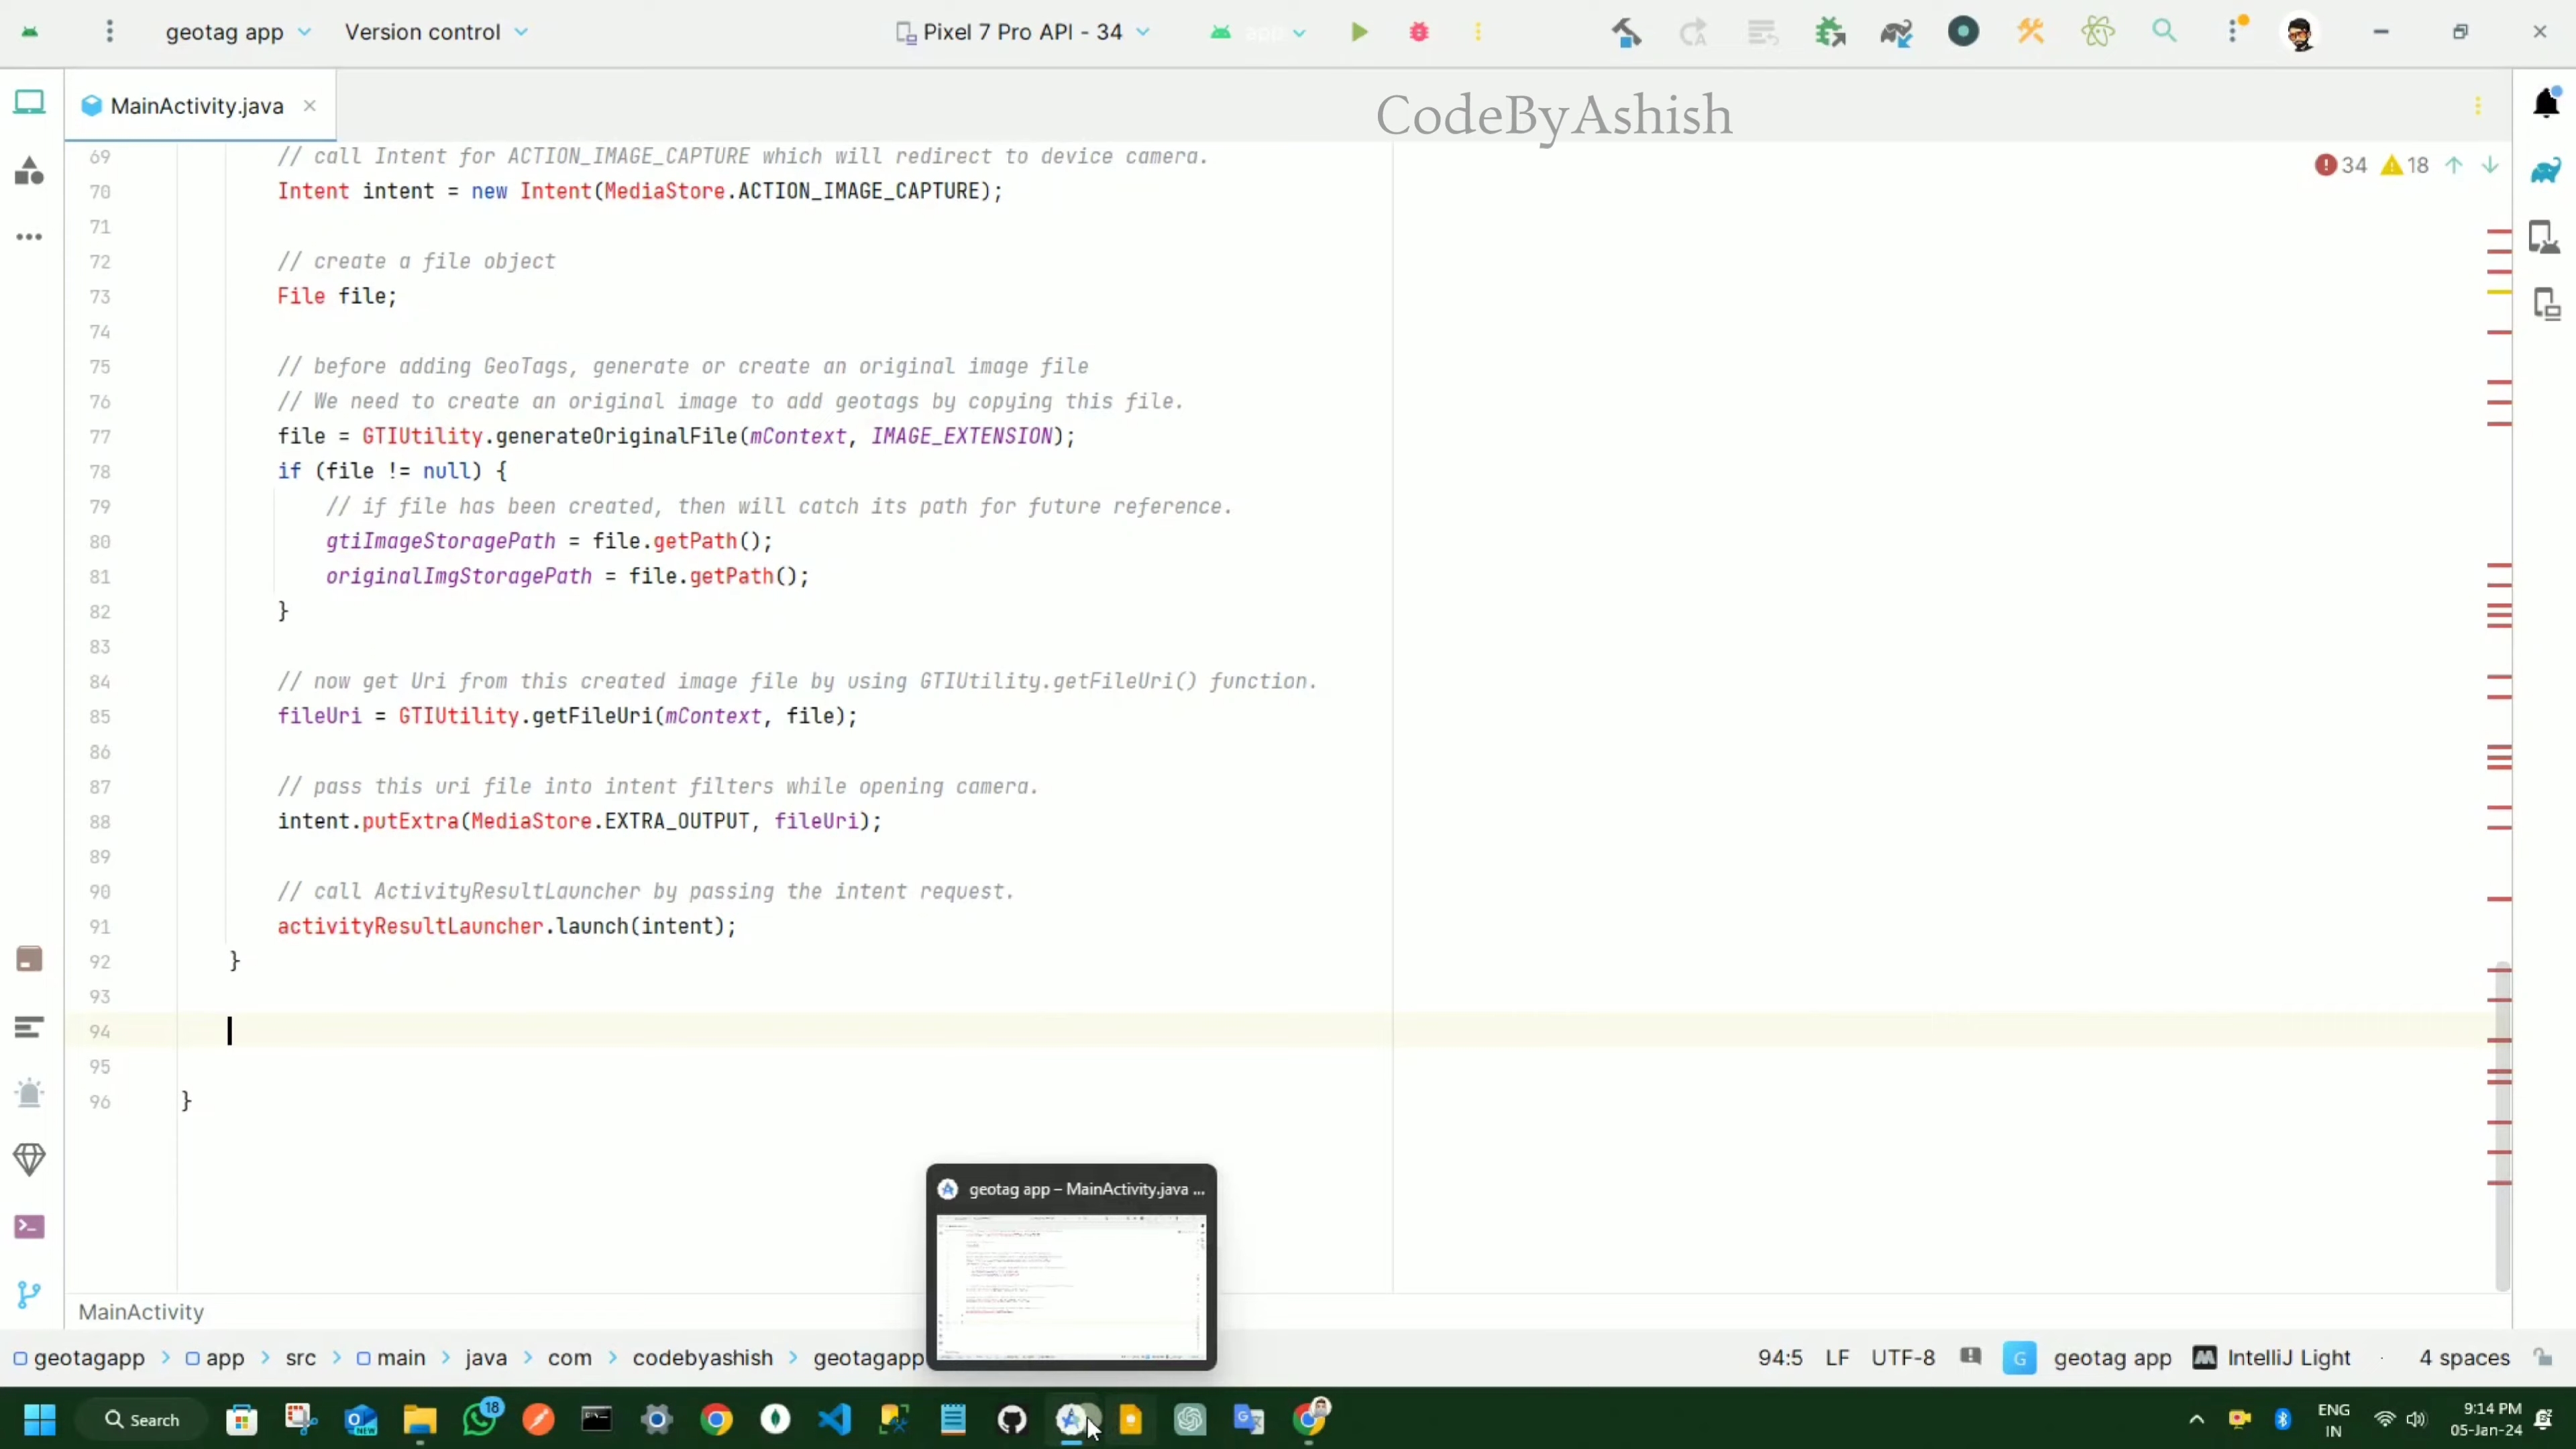 geotag app
Version control
Pixel 7 Pro API - 34
app
MainActivity.java
CodeByAshish
34
18
69 // call Intent for ACTION_IMAGE_CAPTURE which will redirect to device camera.
70 Intent intent = new Intent(MediaStore.ACTION_IMAGE_CAPTURE);
71
72 // create a file object
73 File file;
74
75 // before adding GeoTags, generate or create an original image file
76 // We need to create an original image to add geotags by copying this file.
77 file = GTIUtility.generateOriginalFile(mContext, IMAGE_EXTENSION);
78 if (file != null) {
79 // if file has been created, then will catch its path for future reference.
80 gtiImageStoragePath = file.getPath();
81 originalImgStoragePath = file.getPath();
82 }
83
84 // now get Uri from this created image file by using GTIUtility.getFileUri() function.
85 fileUri = GTIUtility.getFileUri(mContext, file);
86
87 // pass this uri file into intent filters while opening camera.
88 intent.putExtra(MediaStore.EXTRA_OUTPUT, fileUri);
89
90 // call ActivityResultLauncher by passing the intent request.
91 activityResultLauncher.launch(intent);
92 }
93
94
95
96 }
geotag app – MainActivity.java ...
MainActivity
geotagapp > app > src > main > java > com > codebyashish > geotagapp
94:5 LF UTF-8 G geotag app IntelliJ Light 4 spaces
Search
NEW
18
ENG
IN
9:14 PM
05-Jan-24